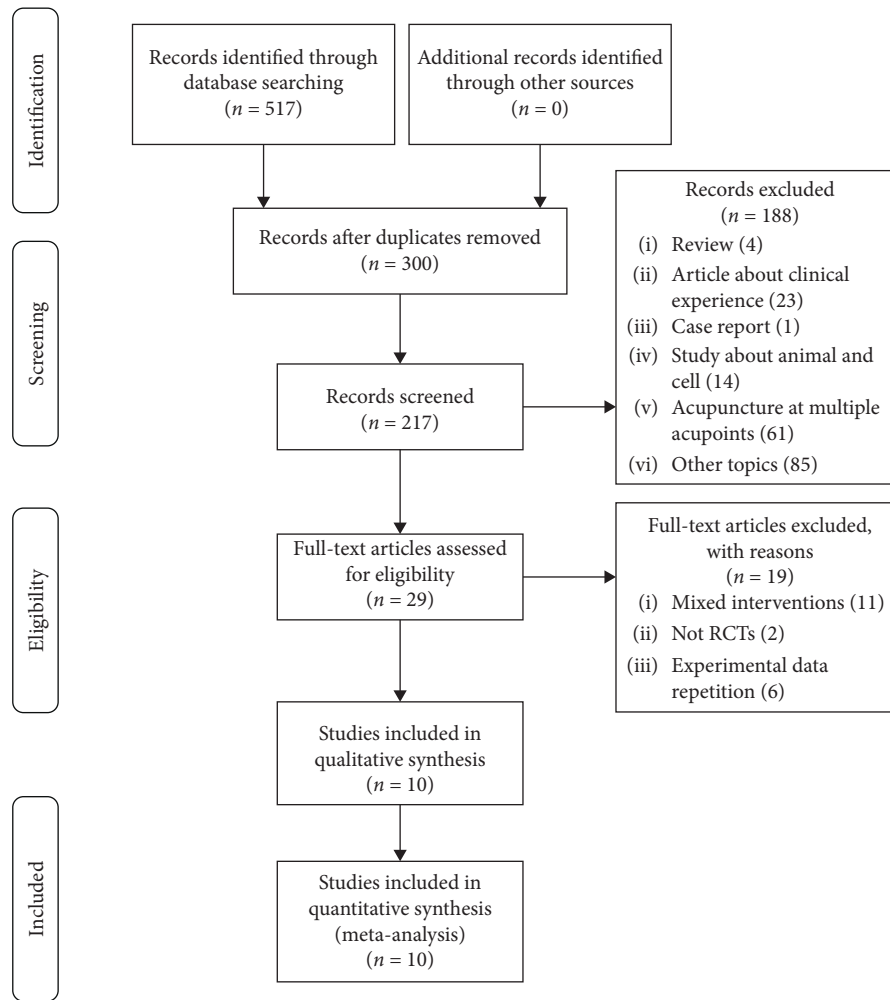 Identification
Records identified through
database searching
(n = 517)
Additional records identified
through other sources
(n = 0)
Records after duplicates removed
(n = 300)
Screening
Records screened
(n = 217)
Records excluded
(n = 188)
(i) Review (4)
(ii) Article about clinical
experience (23)
(iii) Case report (1)
(iv) Study about animal and
cell (14)
(v) Acupuncture at multiple
acupoints (61)
(vi) Other topics (85)
Eligibility
Full-text articles assessed
for eligibility
(n = 29)
Full-text articles excluded,
with reasons
(n = 19)
(i) Mixed interventions (11)
(ii) Not RCTs (2)
(iii) Experimental data
repetition (6)
Studies included in
qualitative synthesis
(n = 10)
Included
Studies included in
quantitative synthesis
(meta-analysis)
(n = 10)